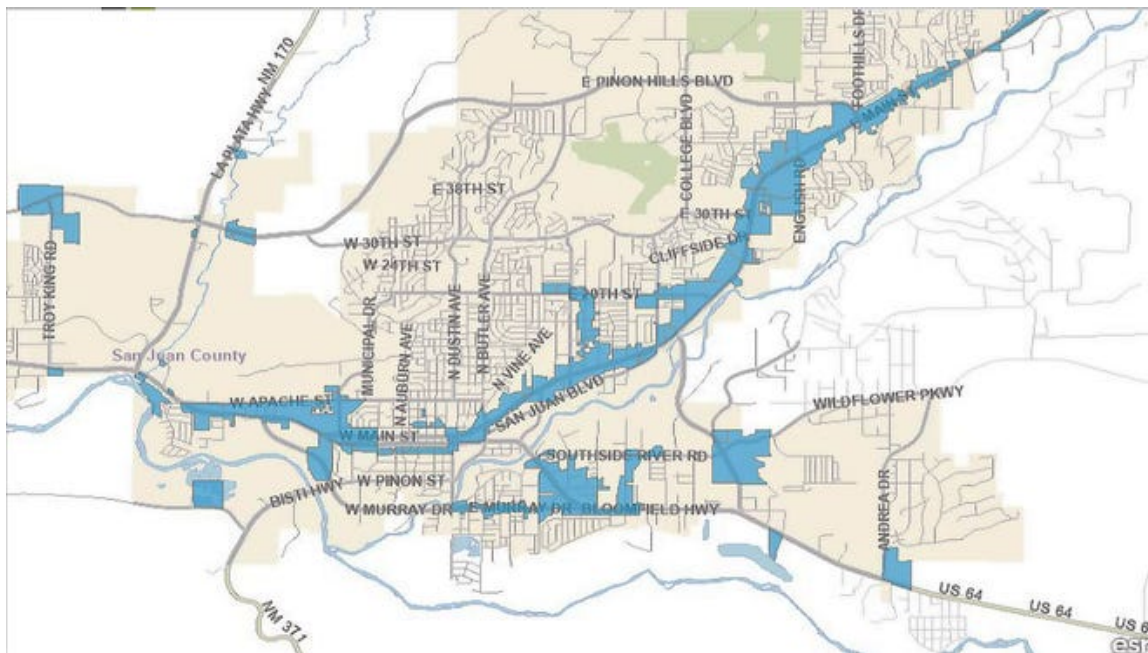 LA PLATA HWY
NM 170
E PINON HILLS BLVD
COLLEGE BLVD
FOOTHILLS DR
E MAIN ST
E 38TH ST
E 30TH ST
ENGLISH RD
W 30TH ST
CLIFFSIDE DR
W 24TH ST
20TH ST
TROY KING RD
San Juan County
MUNICIPAL DR
N AUBURN AVE
N DUSTIN AVE
N BUTLER AVE
N VINE AVE
SAN JUAN BLVD
W APACHE ST
WILDFLOWER PKWY
W MAIN ST
SOUTHSIDE RIVER RD
BISTI HWY
W PINON ST
W MURRAY DR
E MURRAY DR
BLOOMFIELD HWY
ANDREA DR
NM 371
US 64
US 64
US 6
esr